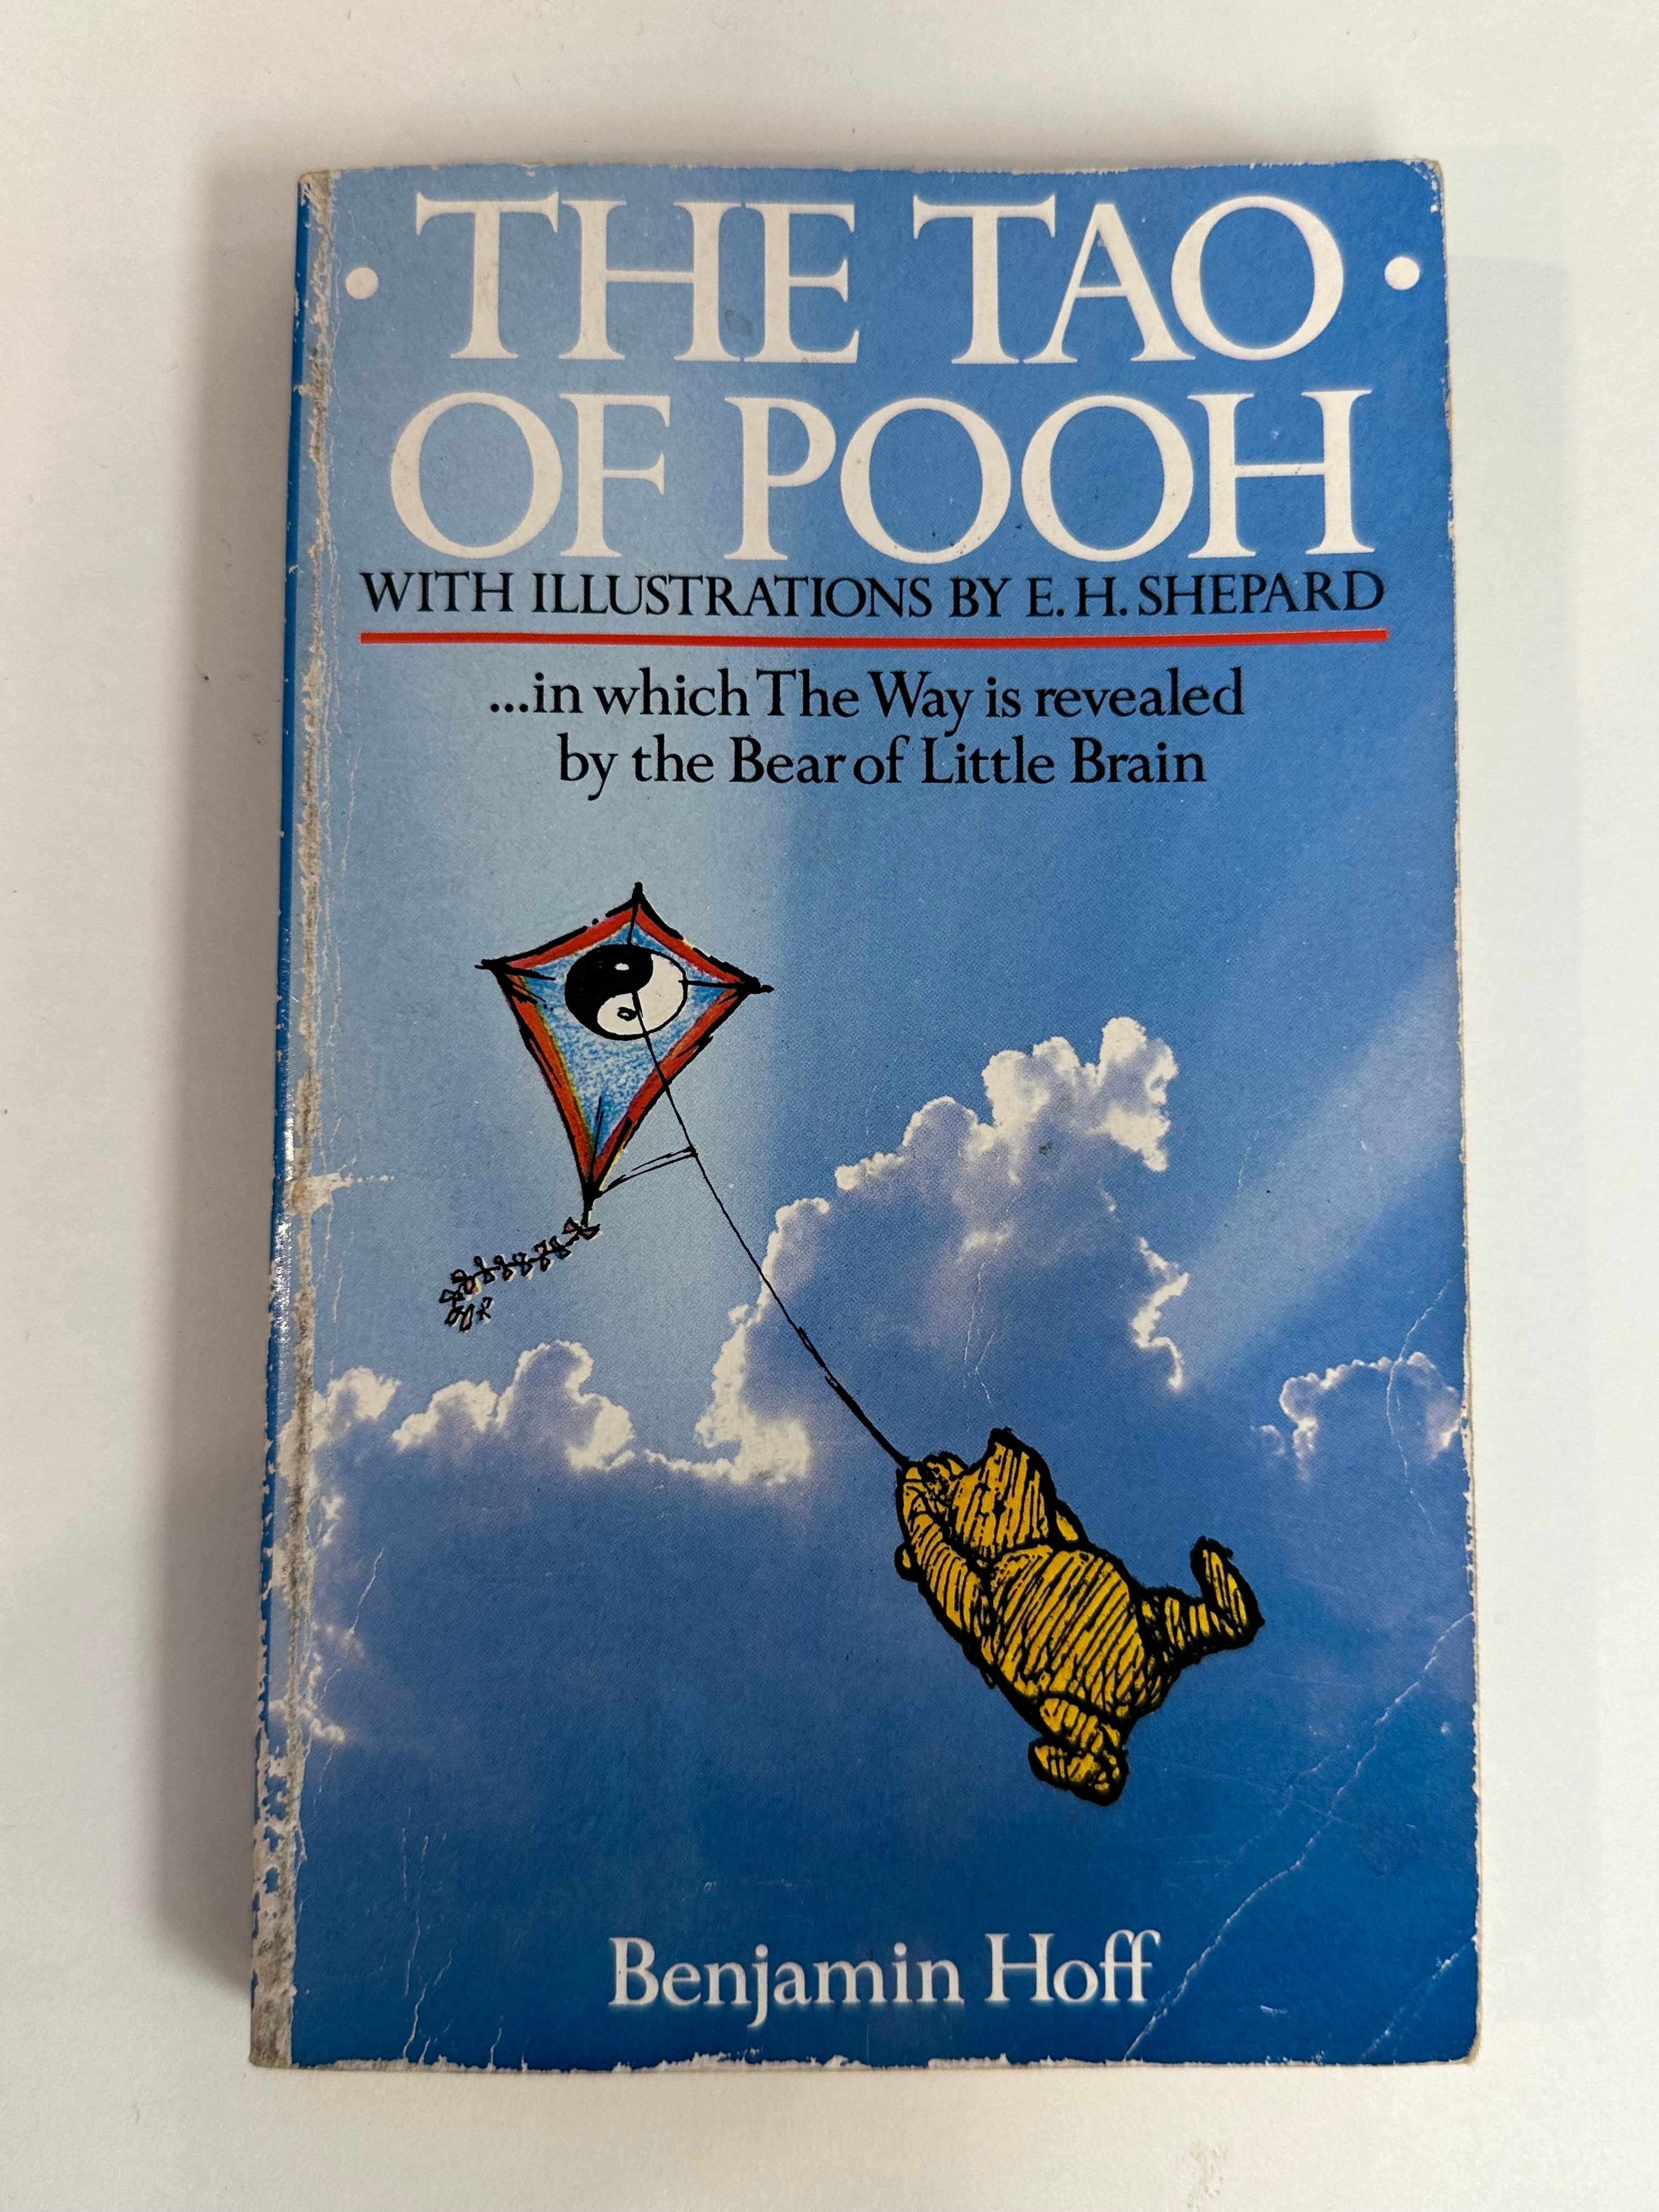 • THE TAO •
OF POOH
WITH ILLUSTRATIONS BY E. H. SHEPARD
...in which The Way is revealed
by the Bear of Little Brain
Benjamin Hoff